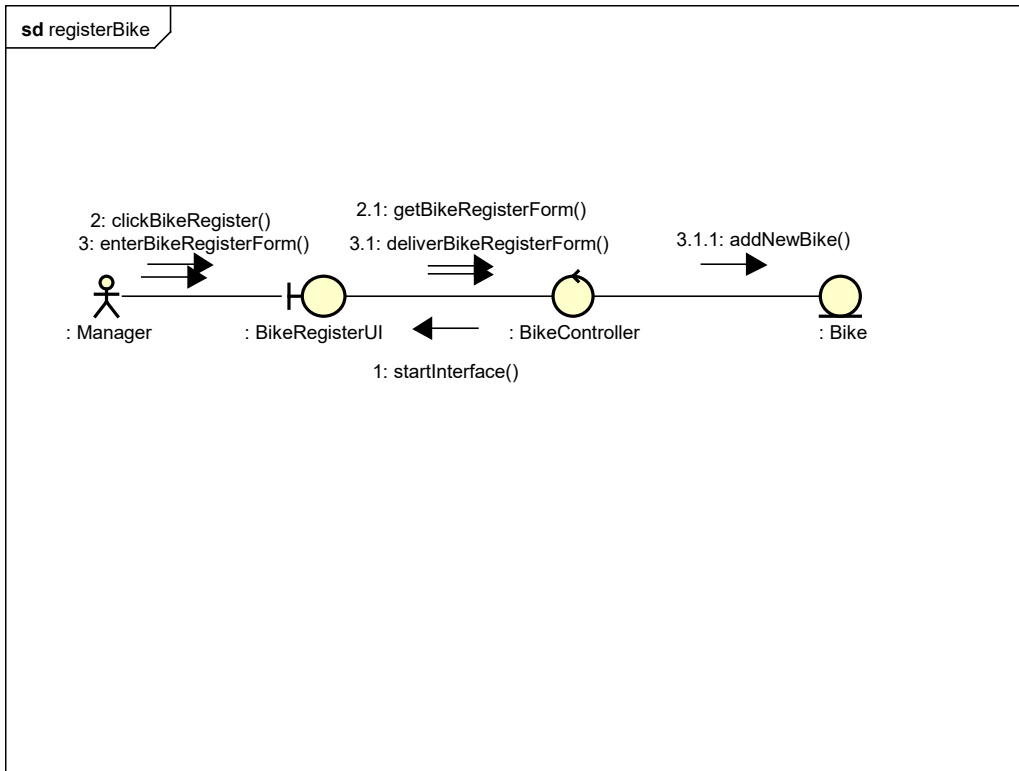 sd registerBike
2: clickBikeRegister()
3: enterBikeRegisterForm()
2.1: getBikeRegisterForm()
3.1: deliverBikeRegisterForm()
3.1.1: addNewBike()
: Manager
: BikeRegisterUI
: BikeController
: Bike
1: startInterface()